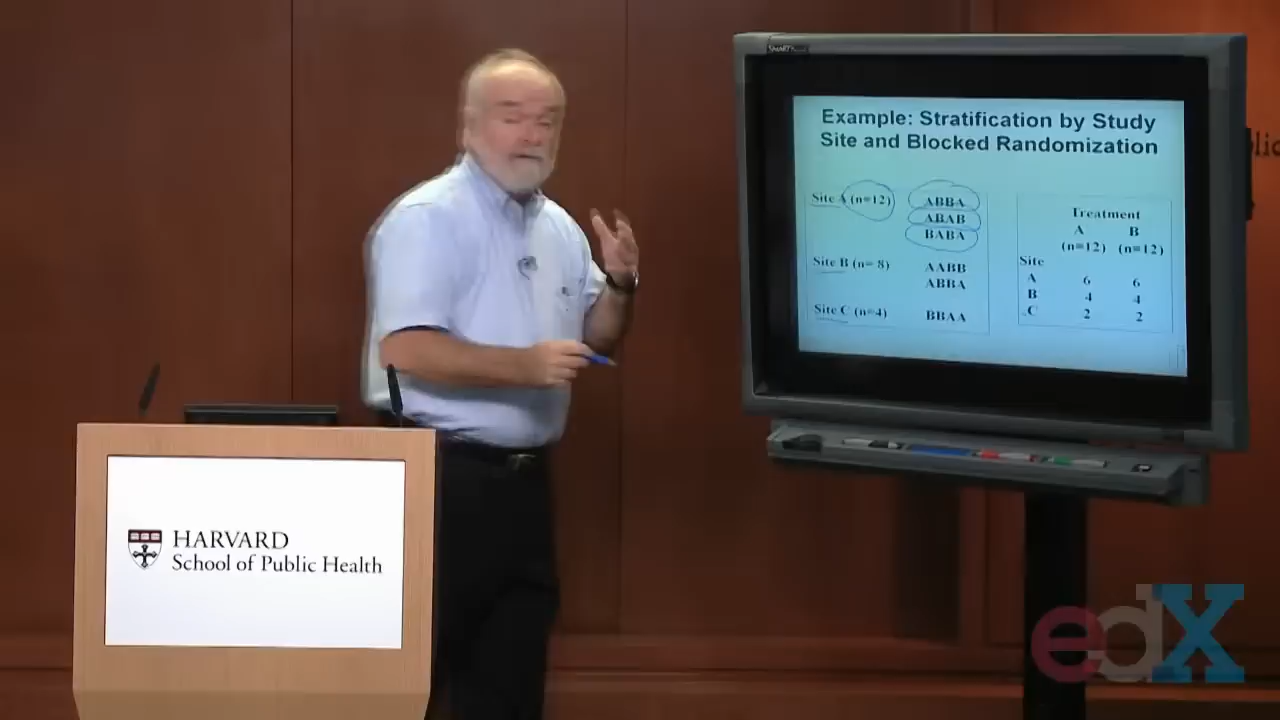 SMART
Example: Stratification by Study
Site and Blocked Randomization
Site A (n=12)
ABBA
ABAB
BABA
Site B (n= 8)
AABB
ABBA
Site C (n=4)
BBAA
Treatment
A B
(n=12) (n=12)
Site
A 6 6
B 4 4
C 2 2
HARVARD
School of Public Health
edX